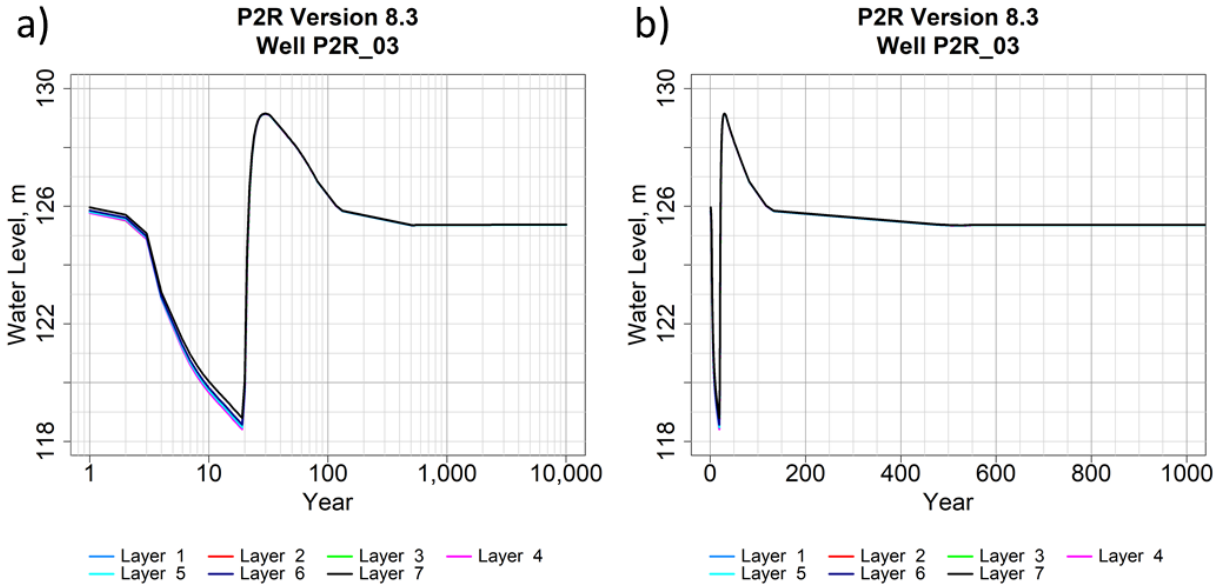 a)
P2R Version 8.3
Well P2R_03
Water Level, m
130
126
122
118
1 10 100 1,000 10,000
Year
Layer 1 Layer 2 Layer 3 Layer 4
Layer 5 Layer 6 Layer 7
b)
P2R Version 8.3
Well P2R_03
Water Level, m
130
126
122
118
0 200 400 600 800 1000
Year
Layer 1 Layer 2 Layer 3 Layer 4
Layer 5 Layer 6 Layer 7